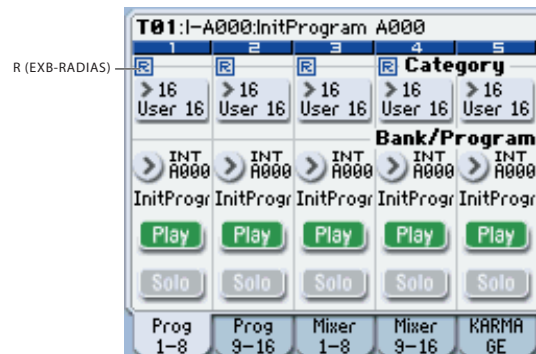 T01:I-A000:InitProgram A000
1 2 3 4 5
R (EXB-RADIAS)
R R R R Category
>16 >16 >16 >16 >16
User 16 User 16 User 16 User 16 User 16
Bank/Program
> INT A000 > INT A000 > INT A000 > INT A000 > INT A000
InitProgr InitProgr InitProgr InitProgr InitProgr
Play Play Play Play Play
Solo Solo Solo Solo Solo
Prog 1-8 Prog 9-16 Mixer 1-8 Mixer 9-16 KARMA GE